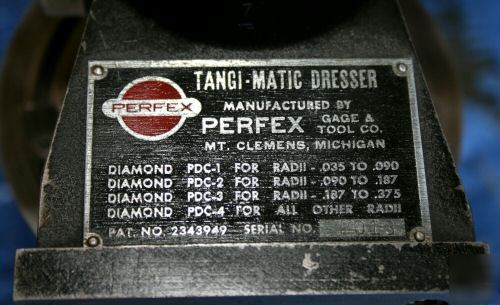 TANGI-MATIC DRESSER
PERFEX
MANUFACTURED BY
PERFEX GAGE & TOOL CO.
MT. CLEMENS, MICHIGAN
DIAMOND PDC-1 FOR RADII - .035 TO .090
DIAMOND PDC-2 FOR RADII - .090 TO .187
DIAMOND PDC-3 FOR RADII - .187 TO .375
DIAMOND PDC-4 FOR ALL OTHER RADII
PAT. NO. 2343949 SERIAL NO.